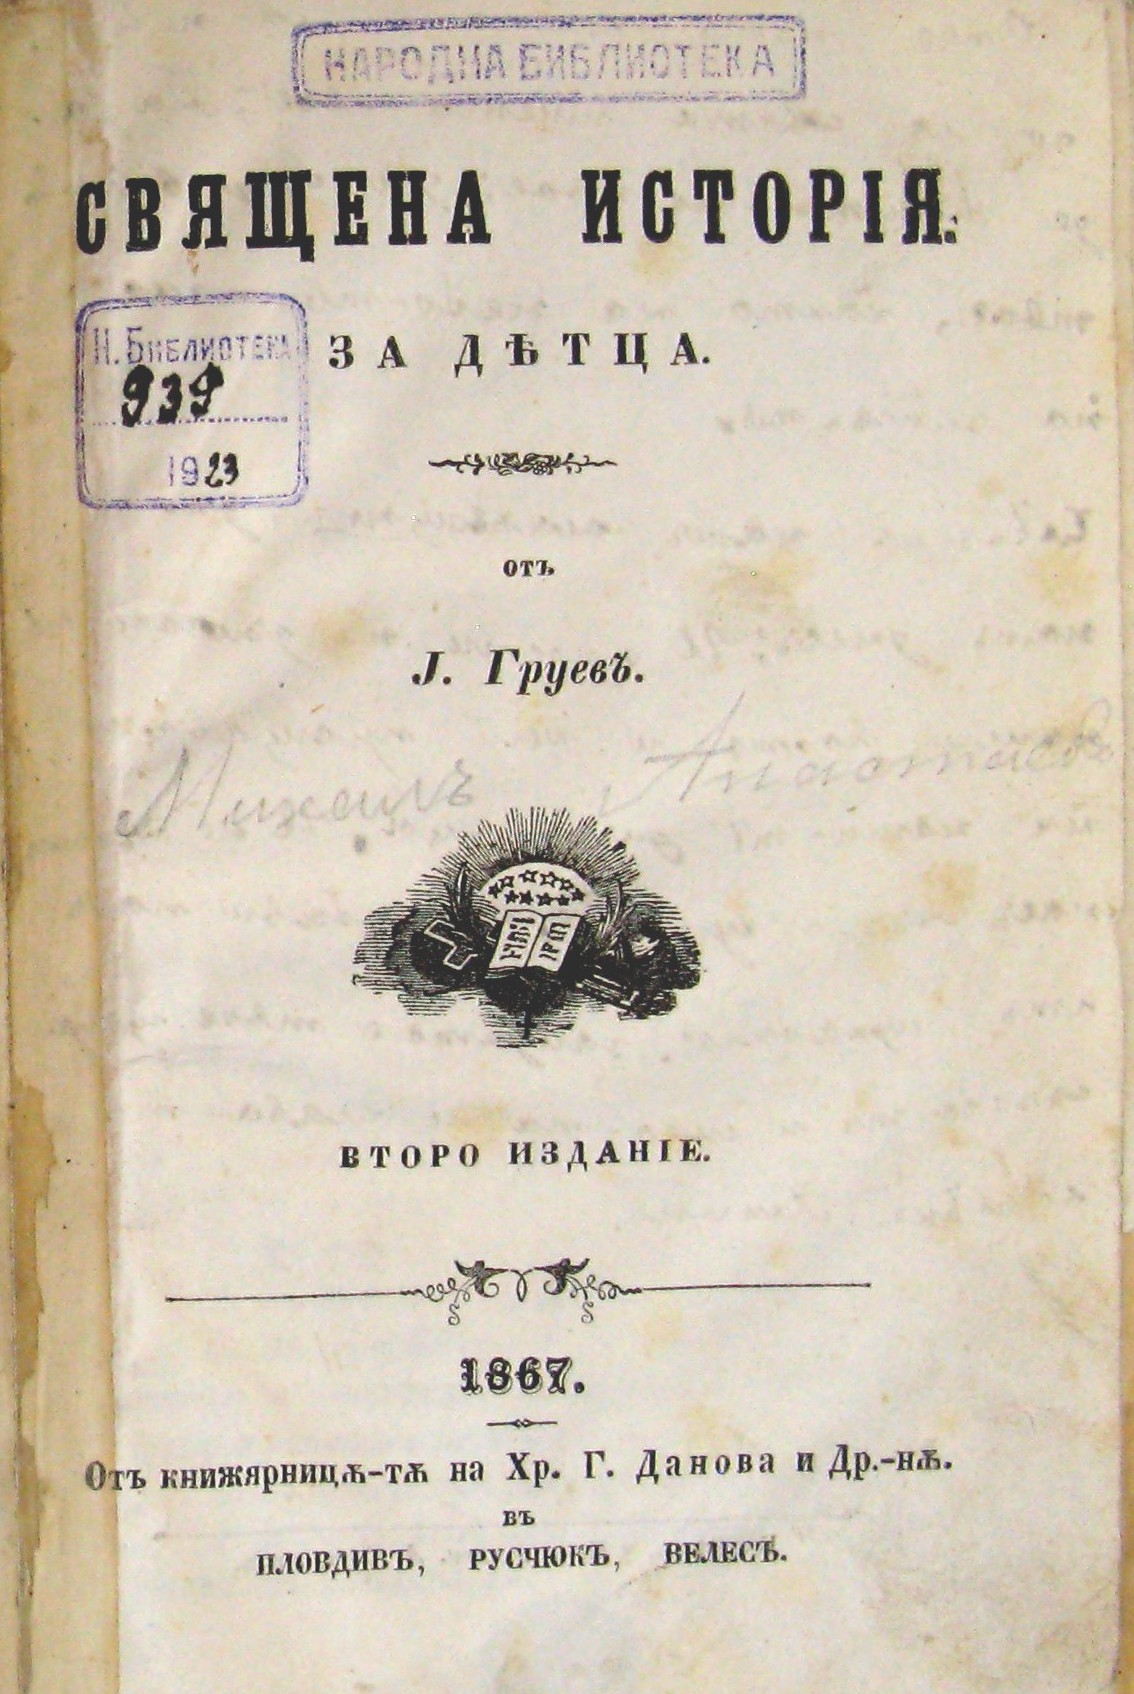 НАРОДНА БИБЛИОТЕКА
СВЯЩЕНА ИСТОРІЯ.
ЗА ДѢТЦА.
Н. БИБЛИОТЕКА
939
1923
отъ
J. Груевъ.
ВТОРО ИЗДАНІЕ.
1867.
Отъ книжярницѫ-тѫ на Хр. Г. Данова и Др.-нѫ.
въ
ПЛОВДИВЪ, РУСЧЮКЪ, ВЕЛЕСЪ.